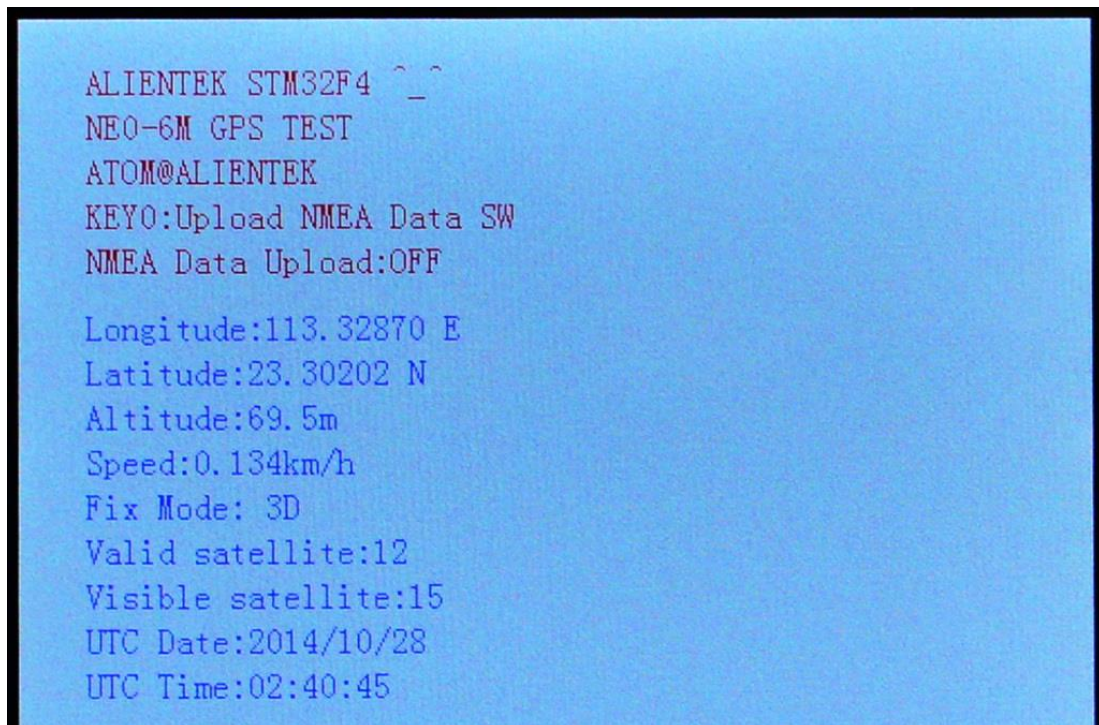 ALIENTEK STM32F4 ^_^
NEO-6M GPS TEST
ATOM@ALIENTEK
KEY0:Upload NMEA Data SW
NMEA Data Upload:OFF
Longitude:113.32870 E
Latitude:23.30202 N
Altitude:69.5m
Speed:0.134km/h
Fix Mode: 3D
Valid satellite:12
Visible satellite:15
UTC Date:2014/10/28
UTC Time:02:40:45